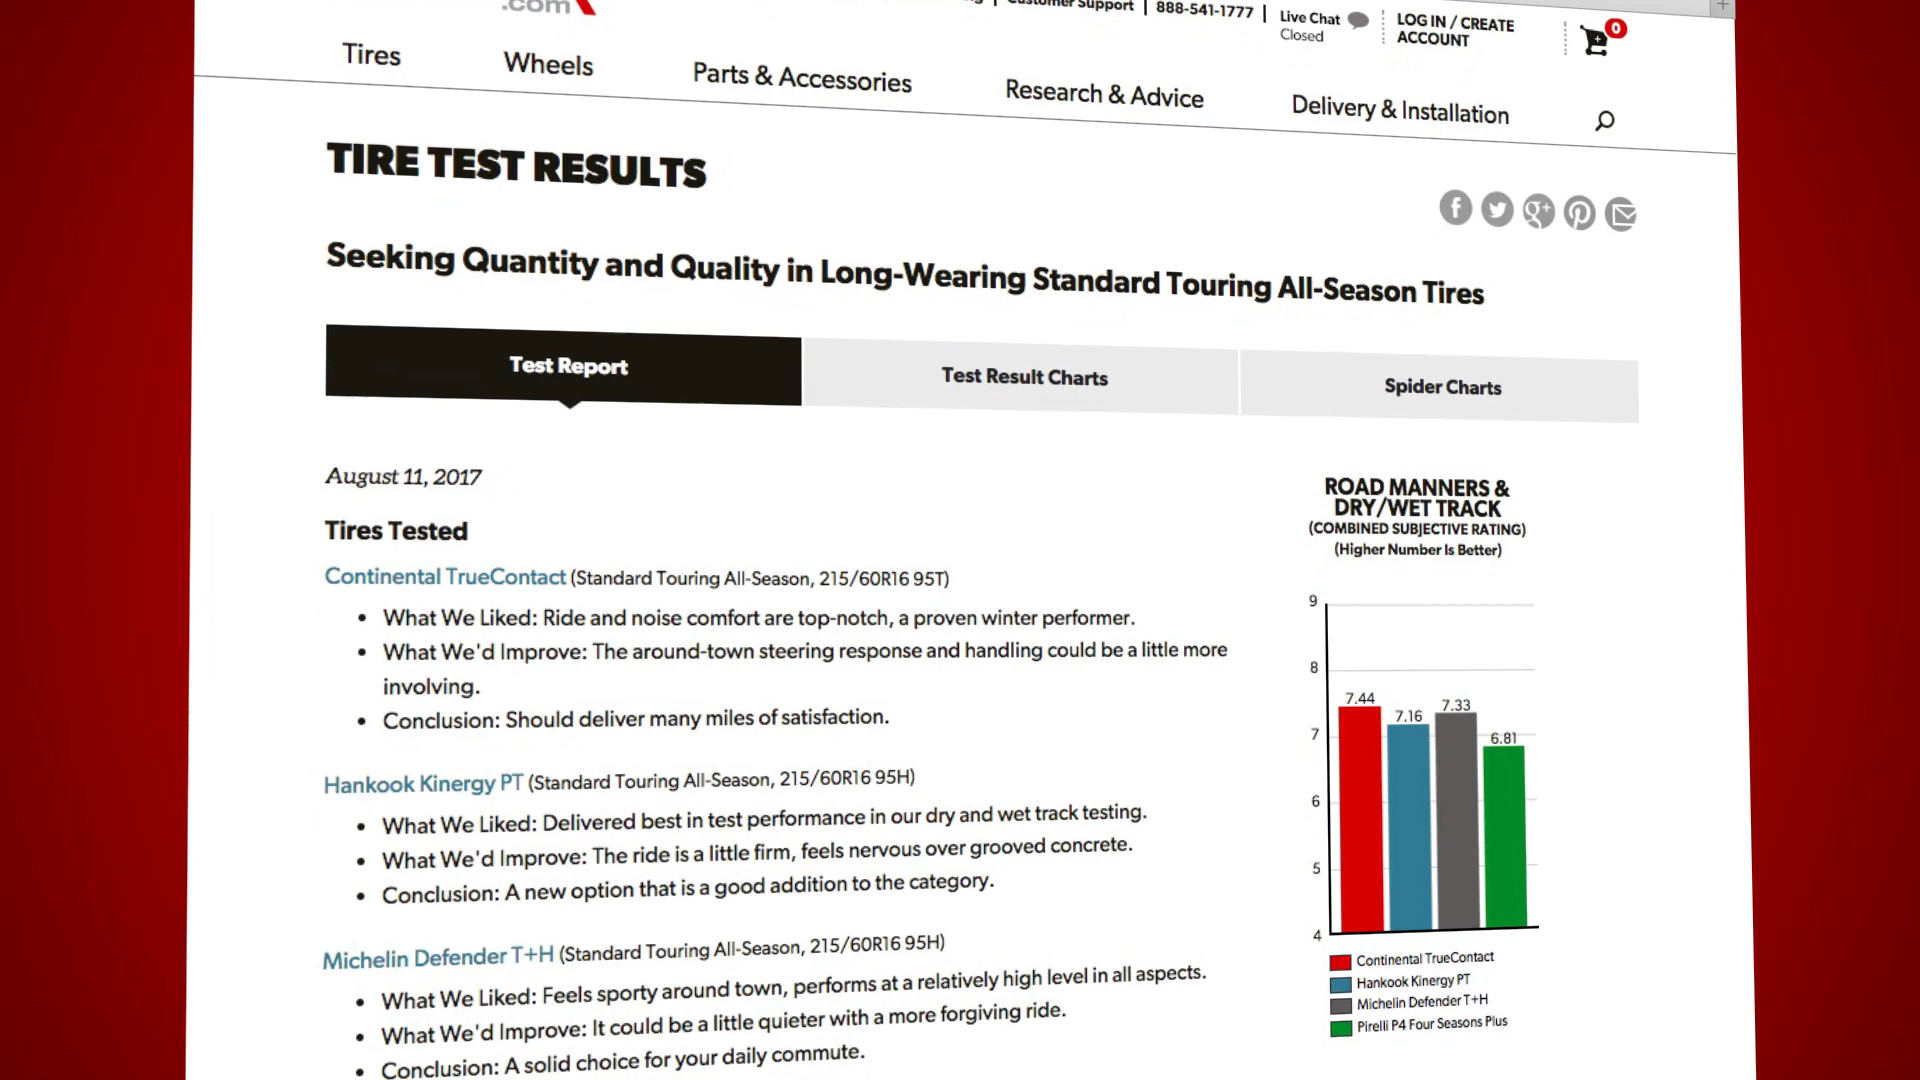 .com
Customer Support | 888-541-1777
Live Chat
Closed
LOG IN / CREATE
ACCOUNT
0
Tires
Wheels
Parts & Accessories
Research & Advice
Delivery & Installation
TIRE TEST RESULTS
Seeking Quantity and Quality in Long-Wearing Standard Touring All-Season Tires
Test Report
Test Result Charts
Spider Charts
August 11, 2017
Tires Tested
Continental TrueContact (Standard Touring All-Season, 215/60R16 95T)
• What We Liked: Ride and noise comfort are top-notch, a proven winter performer.
• What We'd Improve: The around-town steering response and handling could be a little more
involving.
• Conclusion: Should deliver many miles of satisfaction.
Hankook Kinergy PT (Standard Touring All-Season, 215/60R16 95H)
• What We Liked: Delivered best in test performance in our dry and wet track testing.
• What We'd Improve: The ride is a little firm, feels nervous over grooved concrete.
• Conclusion: A new option that is a good addition to the category.
Michelin Defender T+H (Standard Touring All-Season, 215/60R16 95H)
• What We Liked: Feels sporty around town, performs at a relatively high level in all aspects.
• What We'd Improve: It could be a little quieter with a more forgiving ride.
• Conclusion: A solid choice for your daily commute.
ROAD MANNERS &
DRY/WET TRACK
(COMBINED SUBJECTIVE RATING)
(Higher Number Is Better)
9
8
7
6
5
4
7.44
7.16
7.33
6.81
Continental TrueContact
Hankook Kinergy PT
Michelin Defender T+H
Pirelli P4 Four Seasons Plus